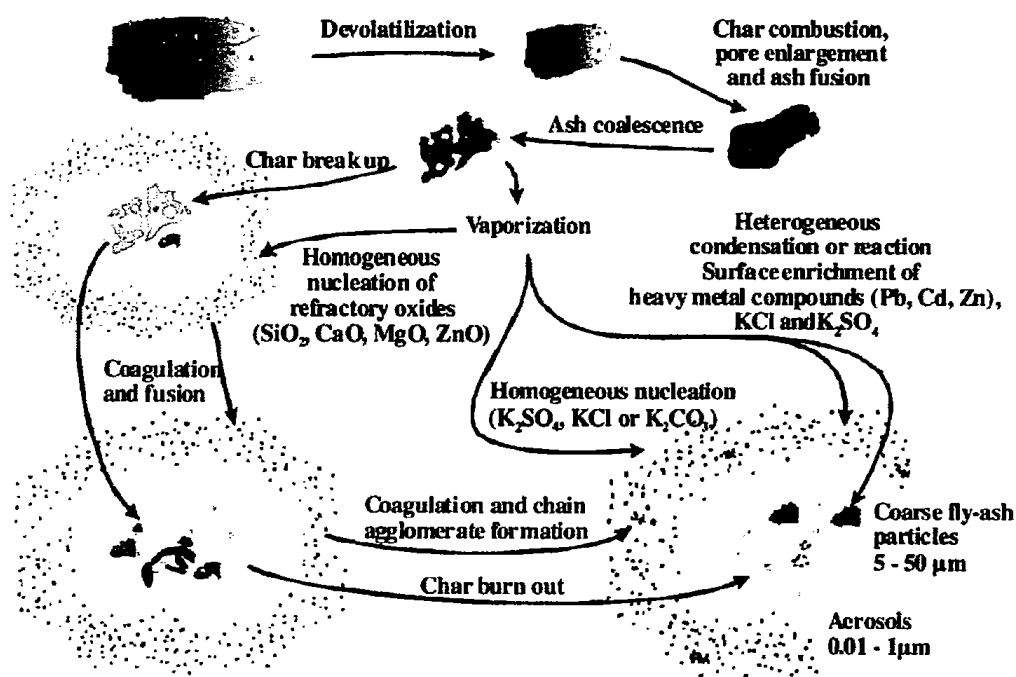 Devolatilization
Char combustion,
pore enlargement
and ash fusion
Ash coalescence
Char break up
Vaporization
Homogeneous
nucleation of
refractory oxides
(SiO₂, CaO, MgO, ZnO)
Heterogeneous
condensation or reaction
Surface enrichment of
heavy metal compounds (Pb, Cd, Zn),
KCl and K₂SO₄
Coagulation
and fusion
Homogeneous nucleation
(K₂SO₄, KCl or K₂CO₃)
Coagulation and chain
agglomerate formation
Char burn out
Coarse fly-ash
particles
5 - 50 µm
Aerosols
0.01 - 1µm